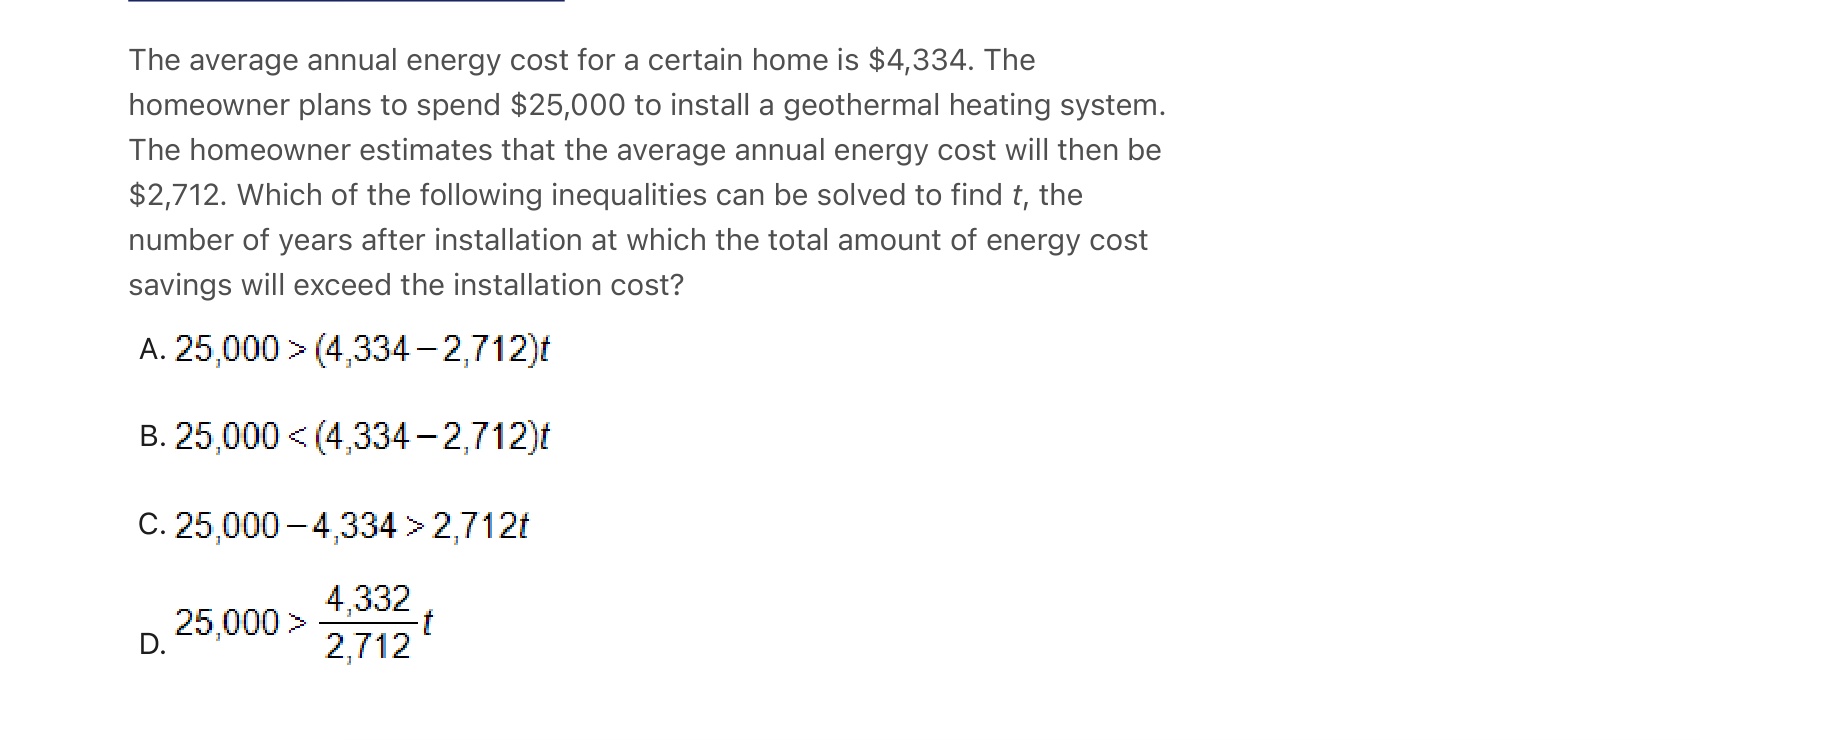 The average annual energy cost for a certain home is $4,334. The
homeowner plans to spend $25,000 to install a geothermal heating system.
The homeowner estimates that the average annual energy cost will then be
$2,712. Which of the following inequalities can be solved to find t, the
number of years after installation at which the total amount of energy cost
savings will exceed the installation cost?
A. 25,000 > (4,334 – 2,712)t
B. 25,000 < (4,334 – 2,712)t
C. 25,000 – 4,334 > 2,712t
D. 25,000 > 4,332/2,712 t